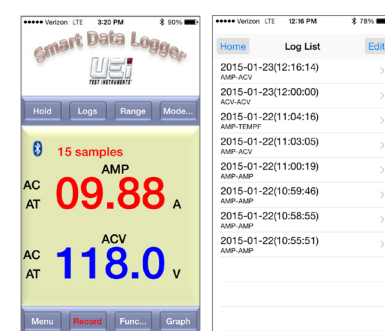 Verizon LTE 3:20 PM 90%
Smart Data Logger
UEi
TEST INSTRUMENTS
Hold Logs Range Mode...
15 samples
AMP
AC
AT 09.88 A
ACV
AC
AT 118.0 V
Menu Record Func... Graph
Verizon LTE 12:16 PM 78%
Home Log List Edit
2015-01-23(12:16:14)
AMP-ACV
2015-01-23(12:00:00)
ACV-ACV
2015-01-22(11:04:16)
AMP-TEMPF
2015-01-22(11:03:05)
AMP-ACV
2015-01-22(11:00:19)
AMP-AMP
2015-01-22(10:59:46)
AMP-AMP
2015-01-22(10:58:55)
AMP-AMP
2015-01-22(10:55:51)
AMP-AMP